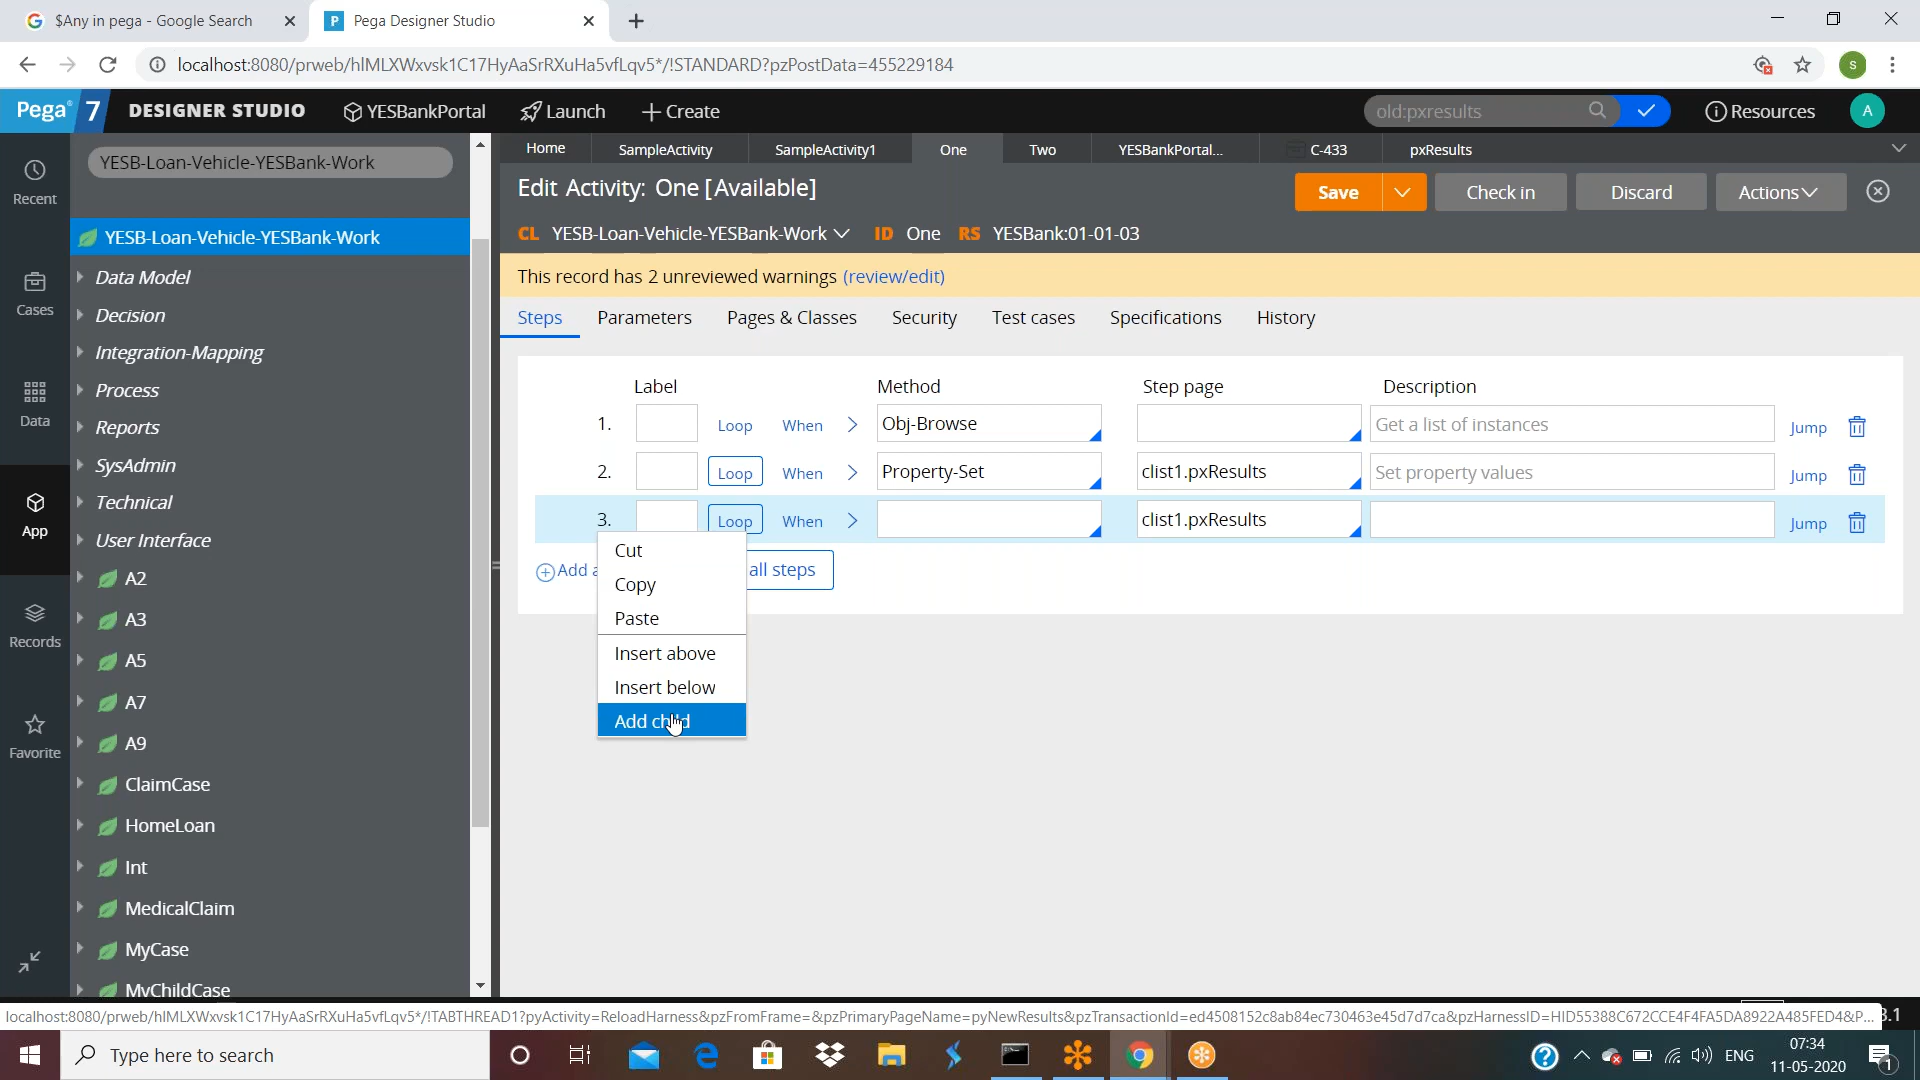 $Any in pega - Google Search
Pega Designer Studio
localhost:8080/prweb/hIMLXWxvsk1C17HyAaSrRXuHa5vfLqv5*/!STANDARD?pzPostData=455229184
S
Pega 7
DESIGNER STUDIO
YESBankPortal
Launch
Create
old:pxresults
Resources
A
Recent
Cases
Data
App
Records
Favorite
YESB-Loan-Vehicle-YESBank-Work
YESB-Loan-Vehicle-YESBank-Work
Data Model
Decision
Integration-Mapping
Process
Reports
SysAdmin
Technical
User Interface
A2
A3
A5
A7
A9
ClaimCase
HomeLoan
Int
MedicalClaim
MyCase
MyChildCase
Home SampleActivity SampleActivity1 One Two YESBankPortal... C-433 pxResults
Edit Activity: One [Available]
Save Check in Discard Actions
CL YESB-Loan-Vehicle-YESBank-Work ID One RS YESBank:01-01-03
This record has 2 unreviewed warnings (review/edit)
Steps Parameters Pages & Classes Security Test cases Specifications History
Label Method Step page Description
1. Loop When Obj-Browse Get a list of instances Jump
2. Loop When Property-Set clist1.pxResults Set property values Jump
3. Loop When clist1.pxResults Jump
Add all steps
Cut
Copy
Paste
Insert above
Insert below
Add child
localhost:8080/prweb/hIMLXWxvsk1C17HyAaSrRXuHa5vfLqv5*/!TABTHREAD1?pyActivity=ReloadHarness&pzFromFrame=&pzPrimaryPageName=pyNewResults&pzTransactionId=ed4508152c8ab84ec730463e45d7d7ca&pzHarnessID=HID55388C672CCE4F4FA5DA8922A485FED4&P...
3.1
Type here to search
ENG
07:34
11-05-2020
1